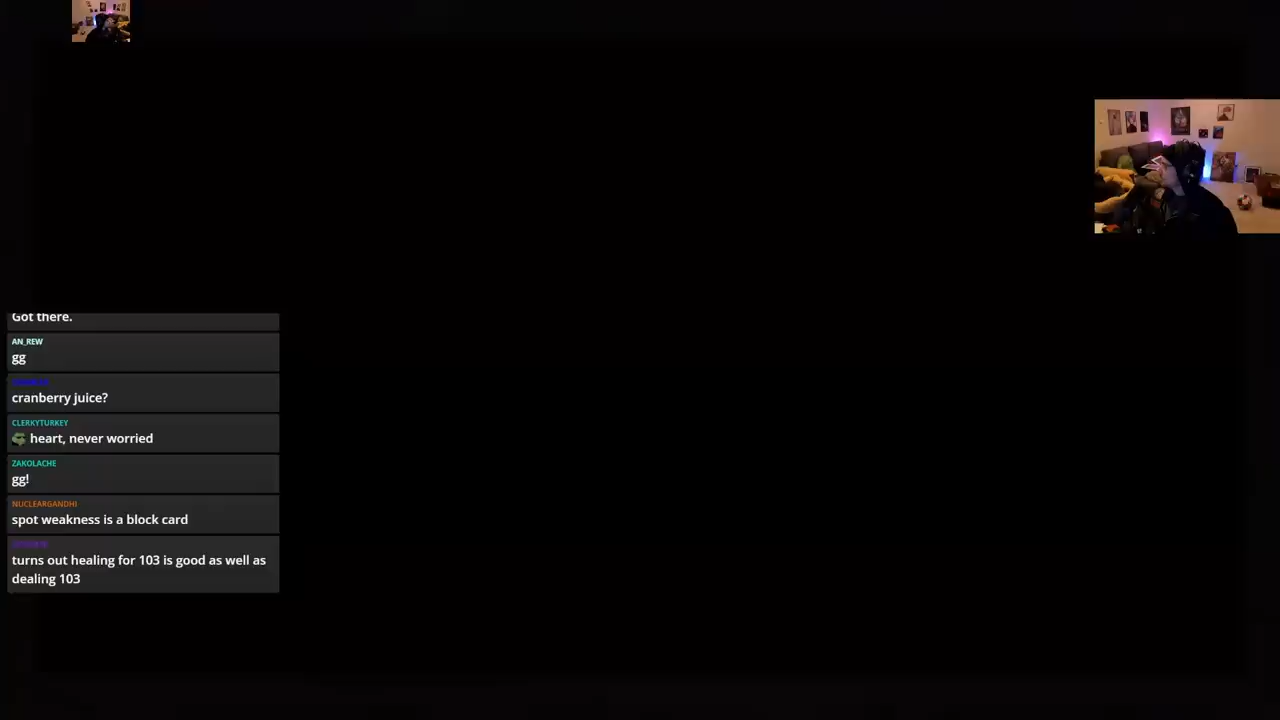 Got there.
AN_REW
gg
cranberry juice?
CLERKYTURKEY
heart, never worried
ZAKOLACHE
gg!
NUCLEARGANDHI
spot weakness is a block card
turns out healing for 103 is good as well as
dealing 103